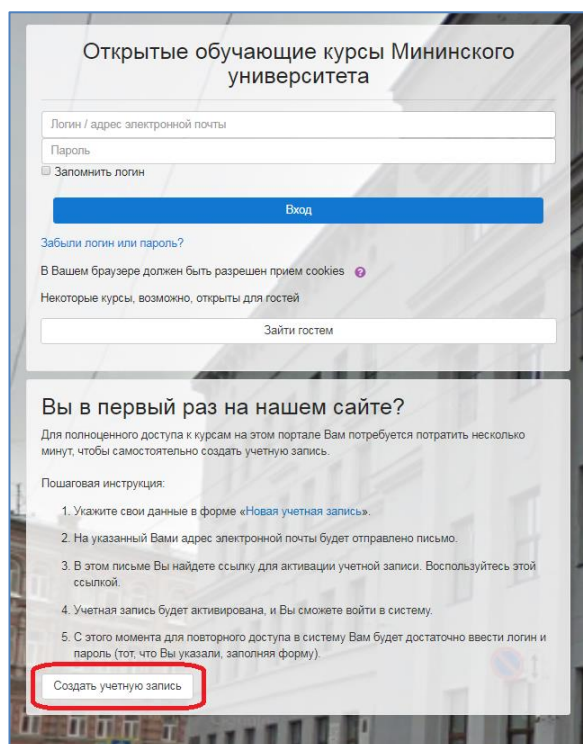 Открытые обучающие курсы Мининского
университета
Логин / адрес электронной почты
Пароль
Запомнить логин
Вход
Забыли логин или пароль?
В Вашем браузере должен быть разрешен прием cookies
Некоторые курсы, возможно, открыты для гостей
Зайти гостем
Вы в первый раз на нашем сайте?
Для полноценного доступа к курсам на этом портале Вам потребуется потратить несколько
минут, чтобы самостоятельно создать учетную запись.
Пошаговая инструкция:
1. Укажите свои данные в форме «Новая учетная запись».
2. На указанный Вами адрес электронной почты будет отправлено письмо.
3. В этом письме Вы найдете ссылку для активации учетной записи. Воспользуйтесь этой
ссылкой.
4. Учетная запись будет активирована, и Вы сможете войти в систему.
5. С этого момента для повторного доступа в систему Вам будет достаточно ввести логин и
пароль (тот, что Вы указали, заполняя форму).
Создать учетную запись